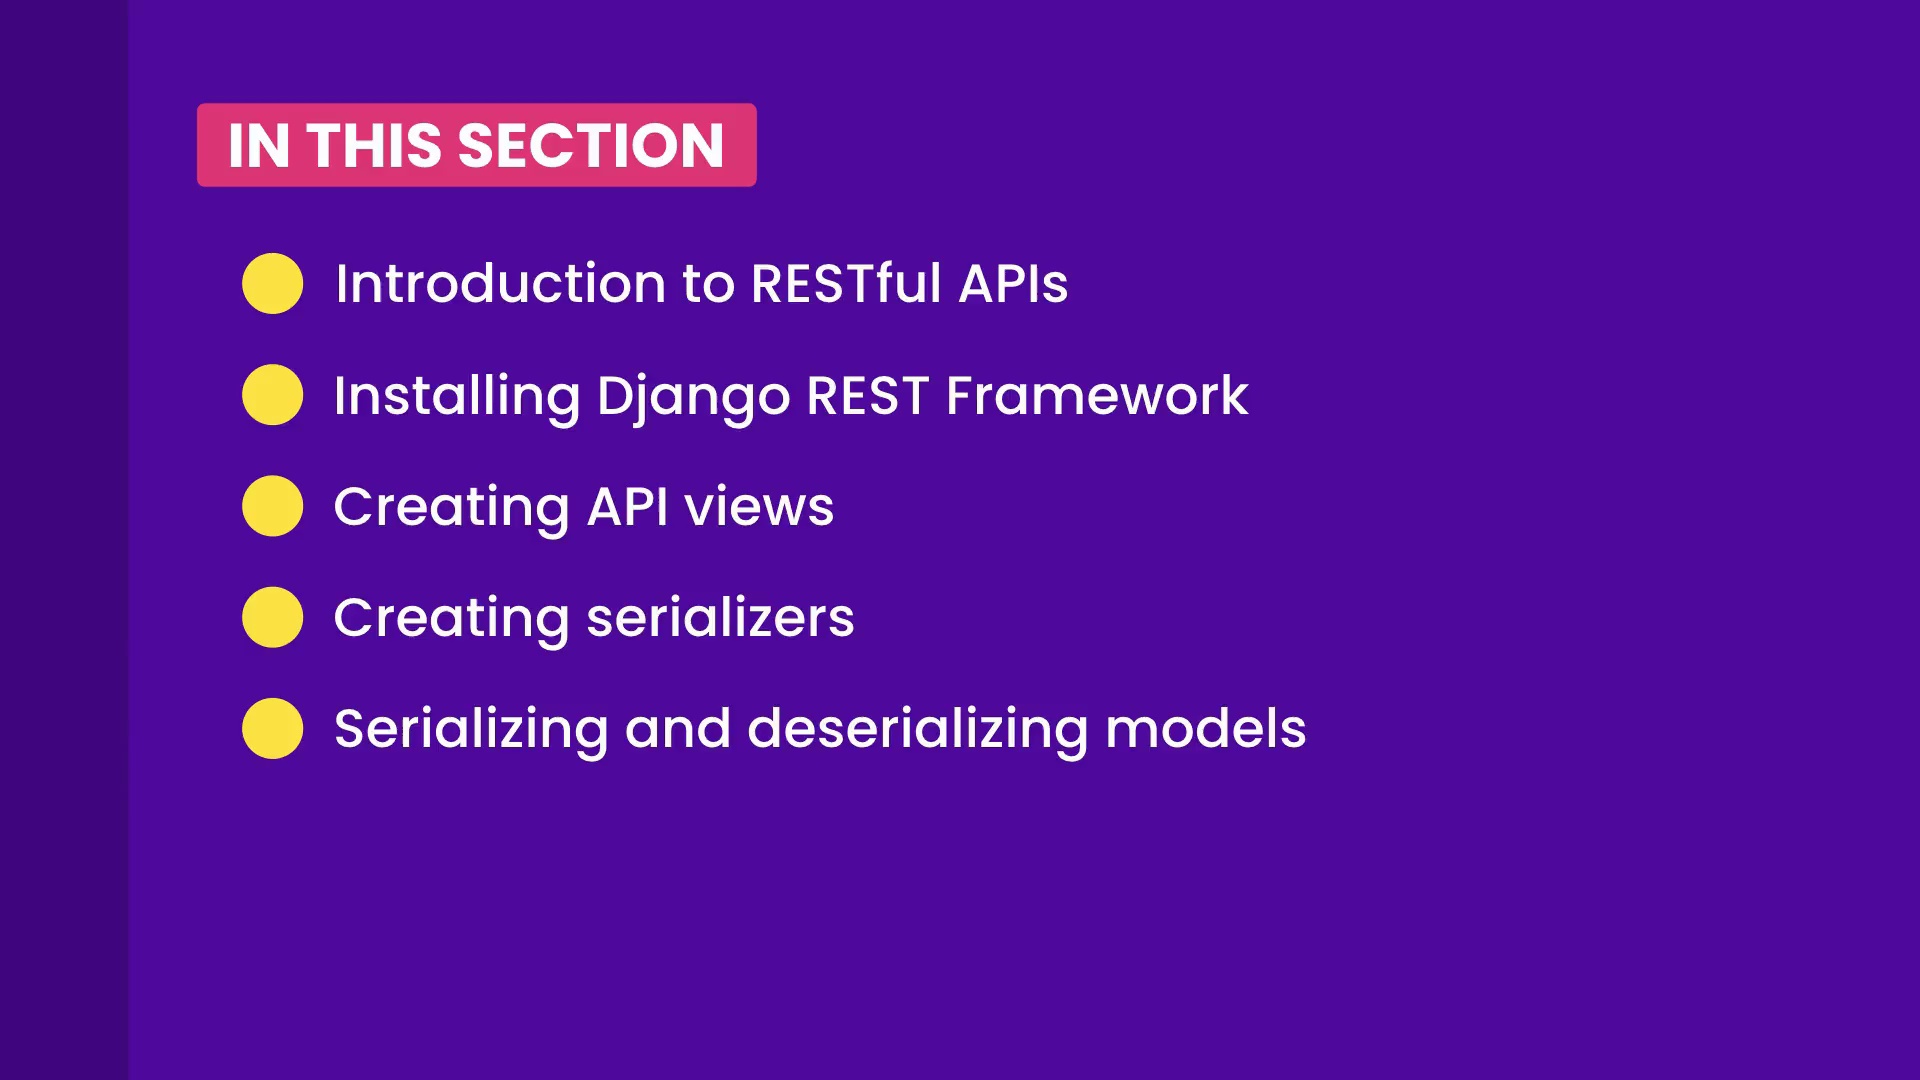 IN THIS SECTION
Introduction to RESTful APIs
Installing Django REST Framework
Creating API views
Creating serializers
Serializing and deserializing models